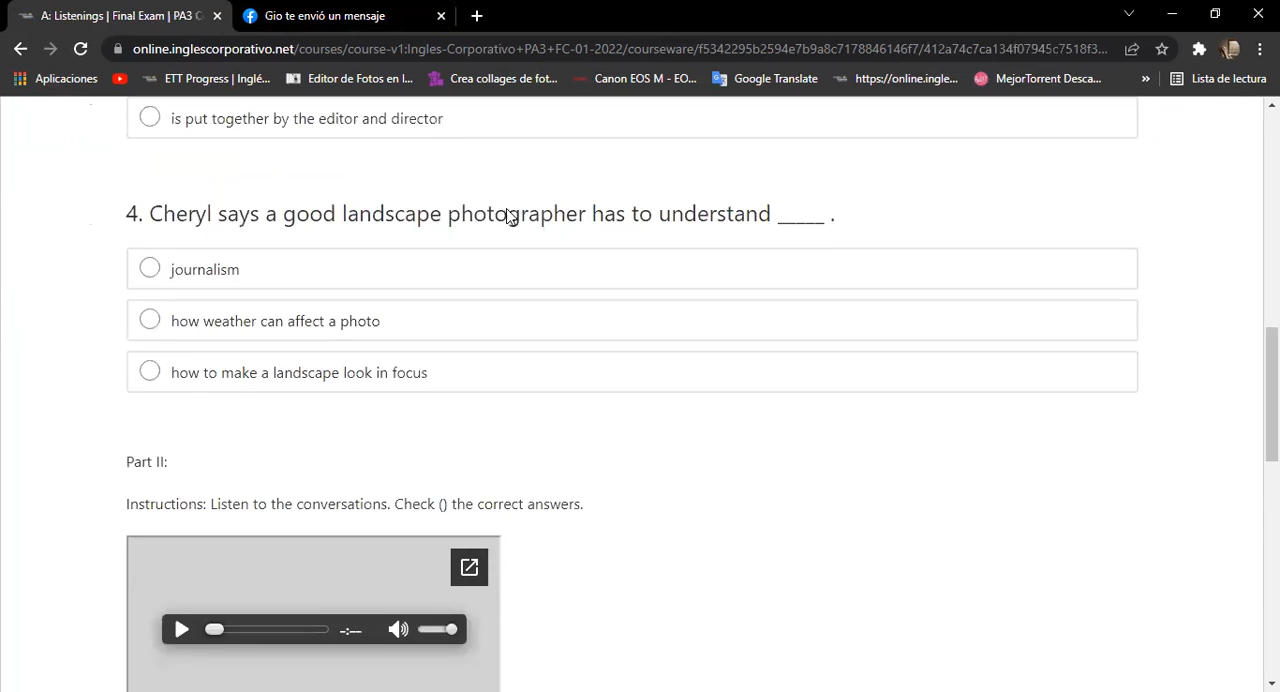 A: Listenings | Final Exam | PA3 C
Gio te envió un mensaje
online.inglescorporativo.net/courses/course-v1:Ingles-Corporativo+PA3+FC-01-2022/courseware/f5342295b2594e7b9a8c7178846146f7/412a74c7ca134f07945c7518f3...
Aplicaciones
ETT Progress | Inglé...
Editor de Fotos en l...
Crea collages de fot...
Canon EOS M - EO...
Google Translate
https://online.ingle...
MejorTorrent Desca...
»
Lista de lectura
is put together by the editor and director
4. Cheryl says a good landscape photographer has to understand _____ .
journalism
how weather can affect a photo
how to make a landscape look in focus
Part II:
Instructions: Listen to the conversations. Check () the correct answers.
-:--